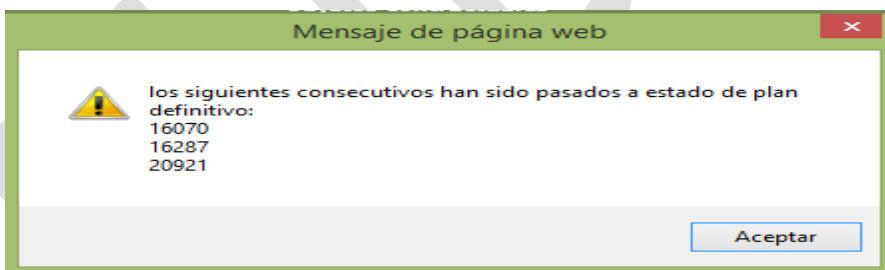 Mensaje de página web
los siguientes consecutivos han sido pasados a estado de plan
definitivo:
16070
16287
20921
Aceptar